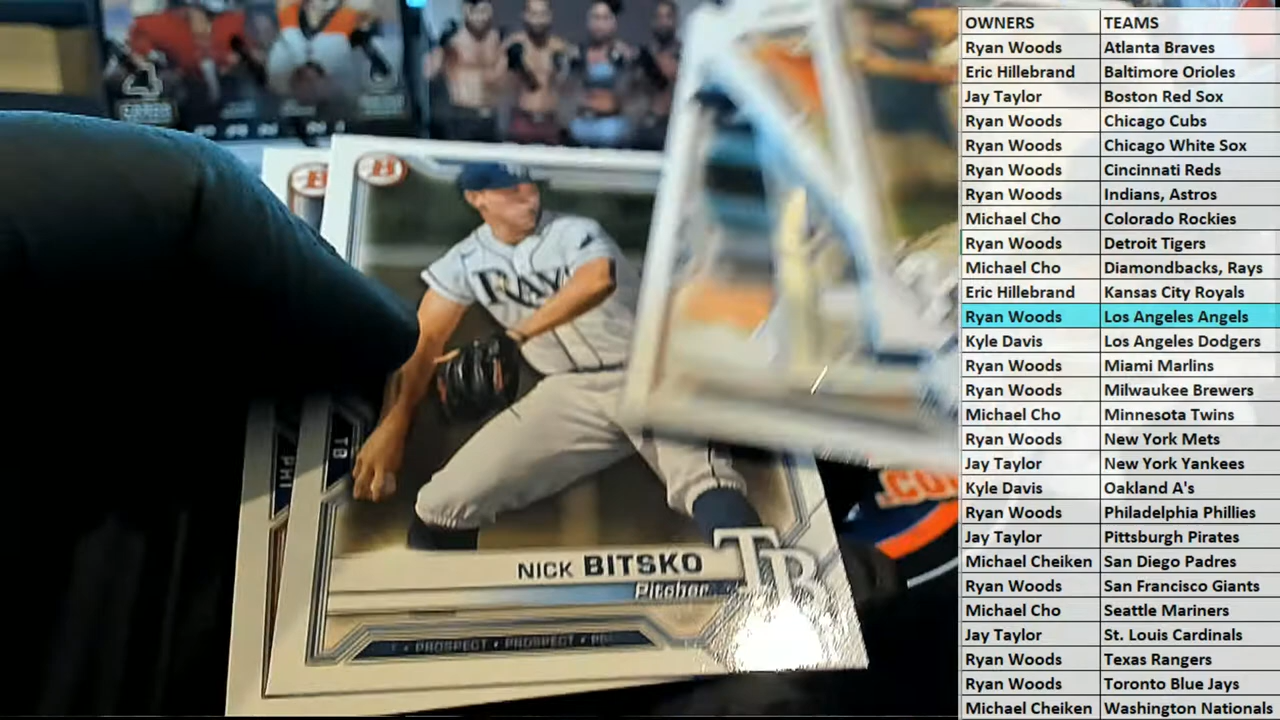 B
B
RAYS
TB
PHI
NICK BITSKO
TB
Pitcher
PROSPECT • PROSPECT •
.CO
OWNERS TEAMS
Ryan Woods Atlanta Braves
Eric Hillebrand Baltimore Orioles
Jay Taylor Boston Red Sox
Ryan Woods Chicago Cubs
Ryan Woods Chicago White Sox
Ryan Woods Cincinnati Reds
Ryan Woods Indians, Astros
Michael Cho Colorado Rockies
Ryan Woods Detroit Tigers
Michael Cho Diamondbacks, Rays
Eric Hillebrand Kansas City Royals
Ryan Woods Los Angeles Angels
Kyle Davis Los Angeles Dodgers
Ryan Woods Miami Marlins
Ryan Woods Milwaukee Brewers
Michael Cho Minnesota Twins
Ryan Woods New York Mets
Jay Taylor New York Yankees
Kyle Davis Oakland A's
Ryan Woods Philadelphia Phillies
Jay Taylor Pittsburgh Pirates
Michael Cheiken San Diego Padres
Ryan Woods San Francisco Giants
Michael Cho Seattle Mariners
Jay Taylor St. Louis Cardinals
Ryan Woods Texas Rangers
Ryan Woods Toronto Blue Jays
Michael Cheiken Washington Nationals